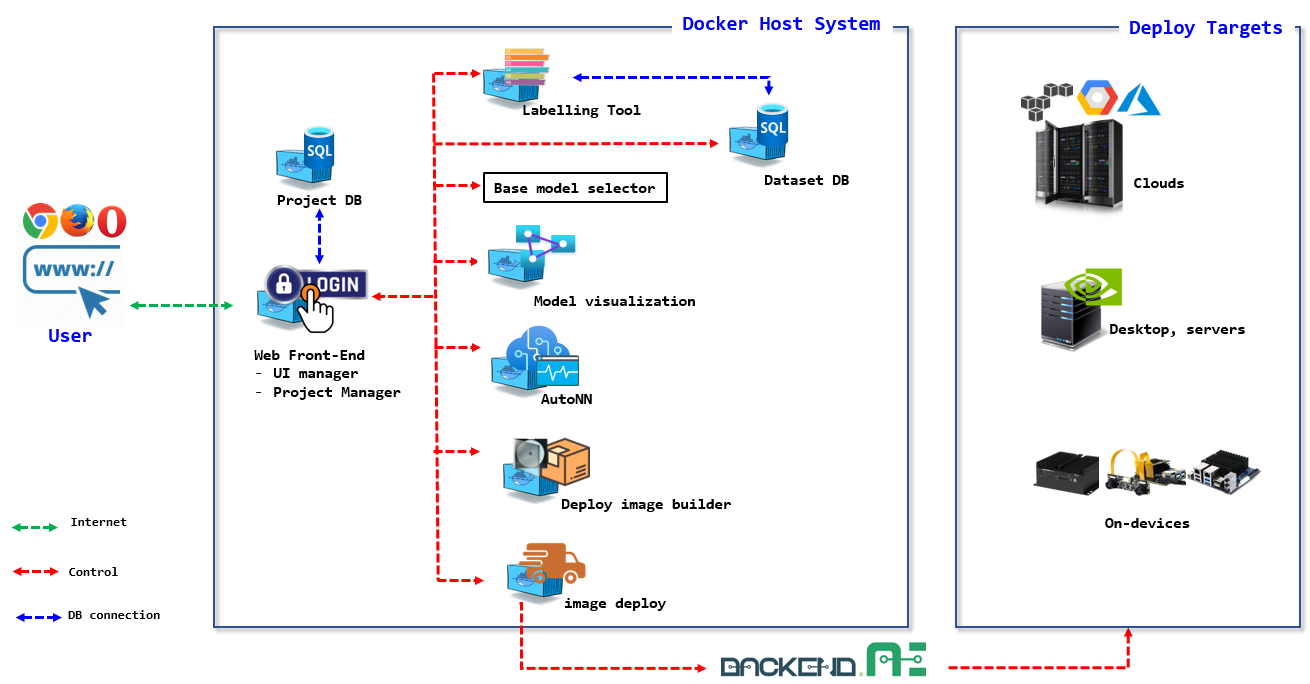 Docker Host System
Deploy Targets
SQL
Labelling Tool
SQL
Dataset DB
Project DB
Base model selector
www://
User
LOGIN
Web Front-End
- UI manager
- Project Manager
Model visualization
AutoNN
Deploy image builder
image deploy
Clouds
Desktop, servers
On-devices
Internet
Control
DB connection
BACKEND.AI